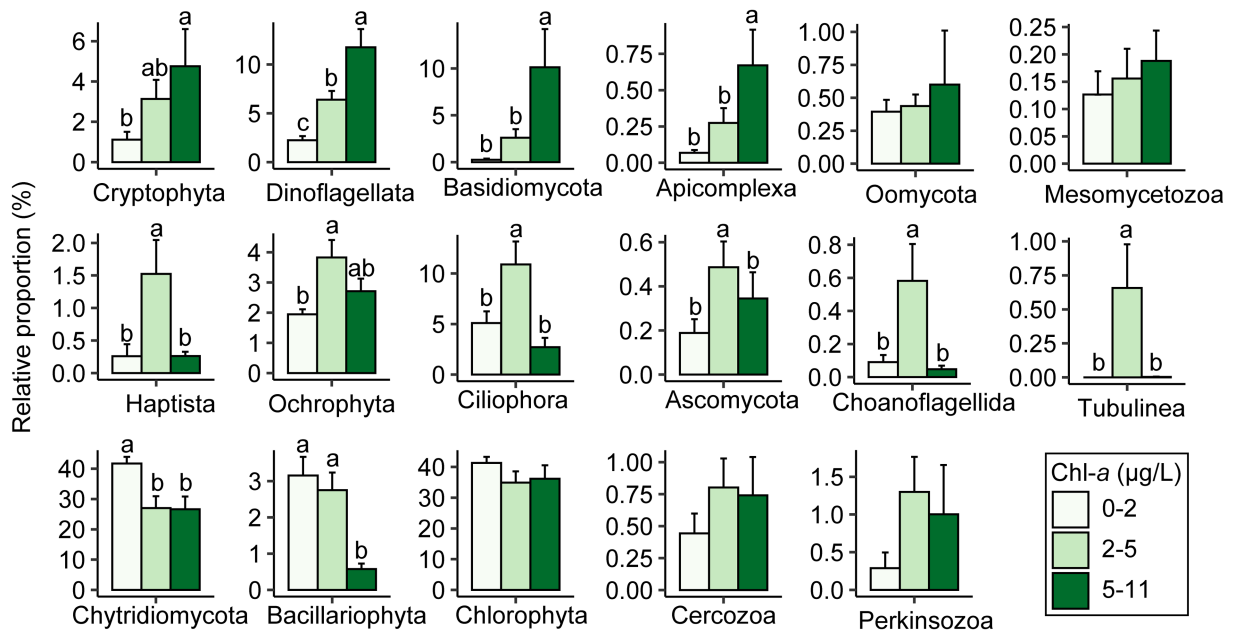 Relative proportion (%)
6
4
2
0
b
ab
a
Cryptophyta
10
5
0
c
b
a
Dinoflagellata
10
5
0
b
b
a
Basidiomycota
0.75
0.50
0.25
0.00
b
b
a
Apicomplexa
1.00
0.75
0.50
0.25
0.00
Oomycota
0.25
0.20
0.15
0.10
0.05
0.00
Mesomycetozoa
2.0
1.5
1.0
0.5
0.0
b
a
b
Haptista
4
3
2
1
0
b
a
ab
Ochrophyta
10
5
0
b
a
b
Ciliophora
0.6
0.4
0.2
0.0
b
a
b
Ascomycota
0.8
0.6
0.4
0.2
0.0
b
a
b
Choanoflagellida
1.00
0.75
0.50
0.25
0.00
b
a
b
Tubulinea
40
30
20
10
0
a
b
b
Chytridiomycota
3
2
1
0
a
a
b
Bacillariophyta
40
30
20
10
0
Chlorophyta
1.00
0.75
0.50
0.25
0.00
Cercozoa
1.5
1.0
0.5
0.0
Perkinsozoa
Chl-a (µg/L)
0-2
2-5
5-11